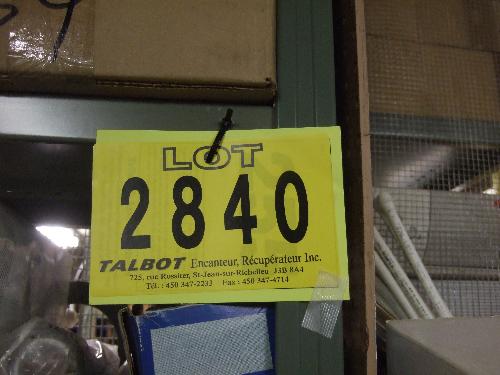 LOT
2840
TALBOT Encanteur, Récupérateur Inc.
725, rue Rossiter, St-Jean-sur-Richelieu J3B 8A4
Tél : 450 347-2233 Fax : 450 347-4714